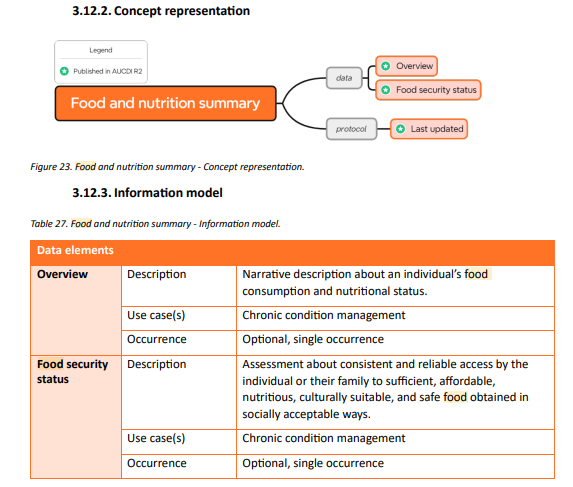 3.12.2. Concept representation
Legend
Published in AUCDI R2
Food and nutrition summary
data
Overview
Food security status
protocol
Last updated
Figure 23. Food and nutrition summary - Concept representation.
3.12.3. Information model
Table 27. Food and nutrition summary - Information model.
Data elements
Overview
Description
Narrative description about an individual's food
consumption and nutritional status.
Use case(s)
Chronic condition management
Occurrence
Optional, single occurrence
Food security
status
Description
Assessment about consistent and reliable access by the
individual or their family to sufficient, affordable,
nutritious, culturally suitable, and safe food obtained in
socially acceptable ways.
Use case(s)
Chronic condition management
Occurrence
Optional, single occurrence